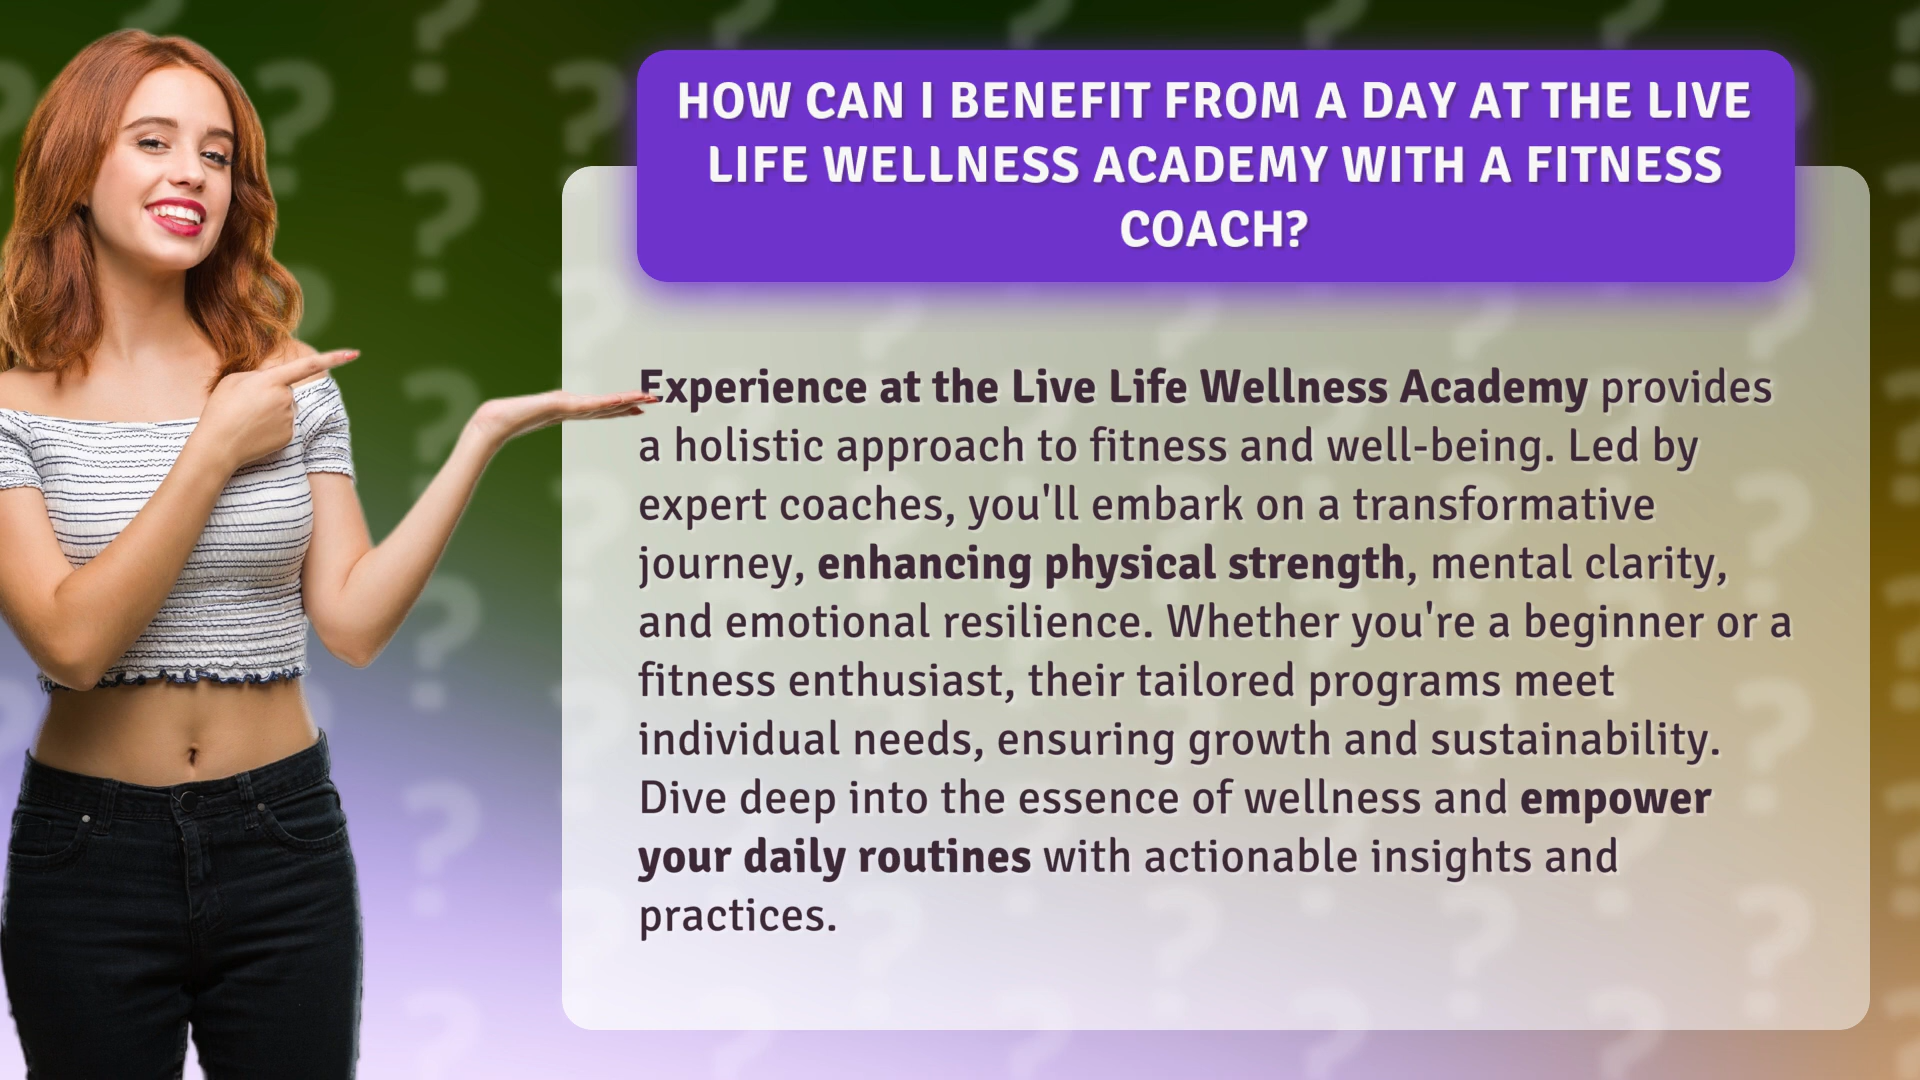 HOW CAN I BENEFIT FROM A DAY AT THE LIVE
LIFE WELLNESS ACADEMY WITH A FITNESS
COACH?
Experience at the Live Life Wellness Academy provides
a holistic approach to fitness and well-being. Led by
expert coaches, you'll embark on a transformative
journey, enhancing physical strength, mental clarity,
and emotional resilience. Whether you're a beginner or a
fitness enthusiast, their tailored programs meet
individual needs, ensuring growth and sustainability.
Dive deep into the essence of wellness and empower
your daily routines with actionable insights and
practices.